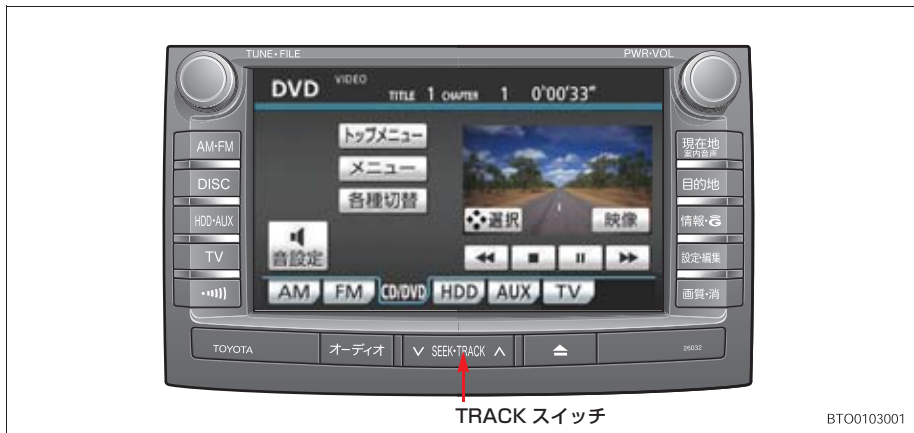 TUNE・FILE
PWR・VOL
DVD VIDEO TITLE 1 CHAPTER 1 0'00'33"
AM・FM
DISC
HDD・AUX
TV
トップメニュー
メニュー
各種切替
選択
映像
音設定
AM FM CD/DVD HDD AUX TV
現在地
案内音声
目的地
情報・G
設定・編集
画質・消
TOYOTA
オーディオ
∨ SEEK・TRACK ∧
26032
TRACK スイッチ
BTO0103001